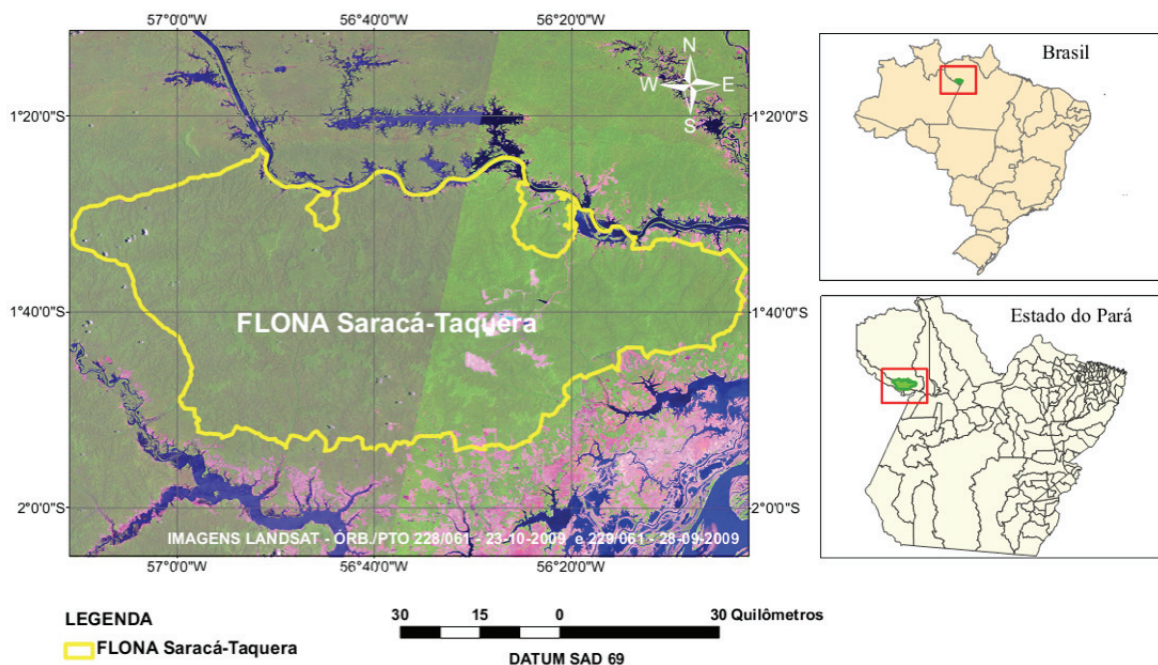 57°0'0"W 56°40'0"W 56°20'0"W
N
W E
S
1°20'0"S 1°20'0"S
1°40'0"S 1°40'0"S
FLONA Saracá-Taquera
2°0'0"S 2°0'0"S
IMAGENS LANDSAT - ÓRB./PTO 228/061 - 23-10-2009 e 229/061 - 28-09-2009
57°0'0"W 56°40'0"W 56°20'0"W
Brasil
Estado do Pará
LEGENDA
FLONA Saracá-Taquera
30 15 0 30 Quilômetros
DATUM SAD 69